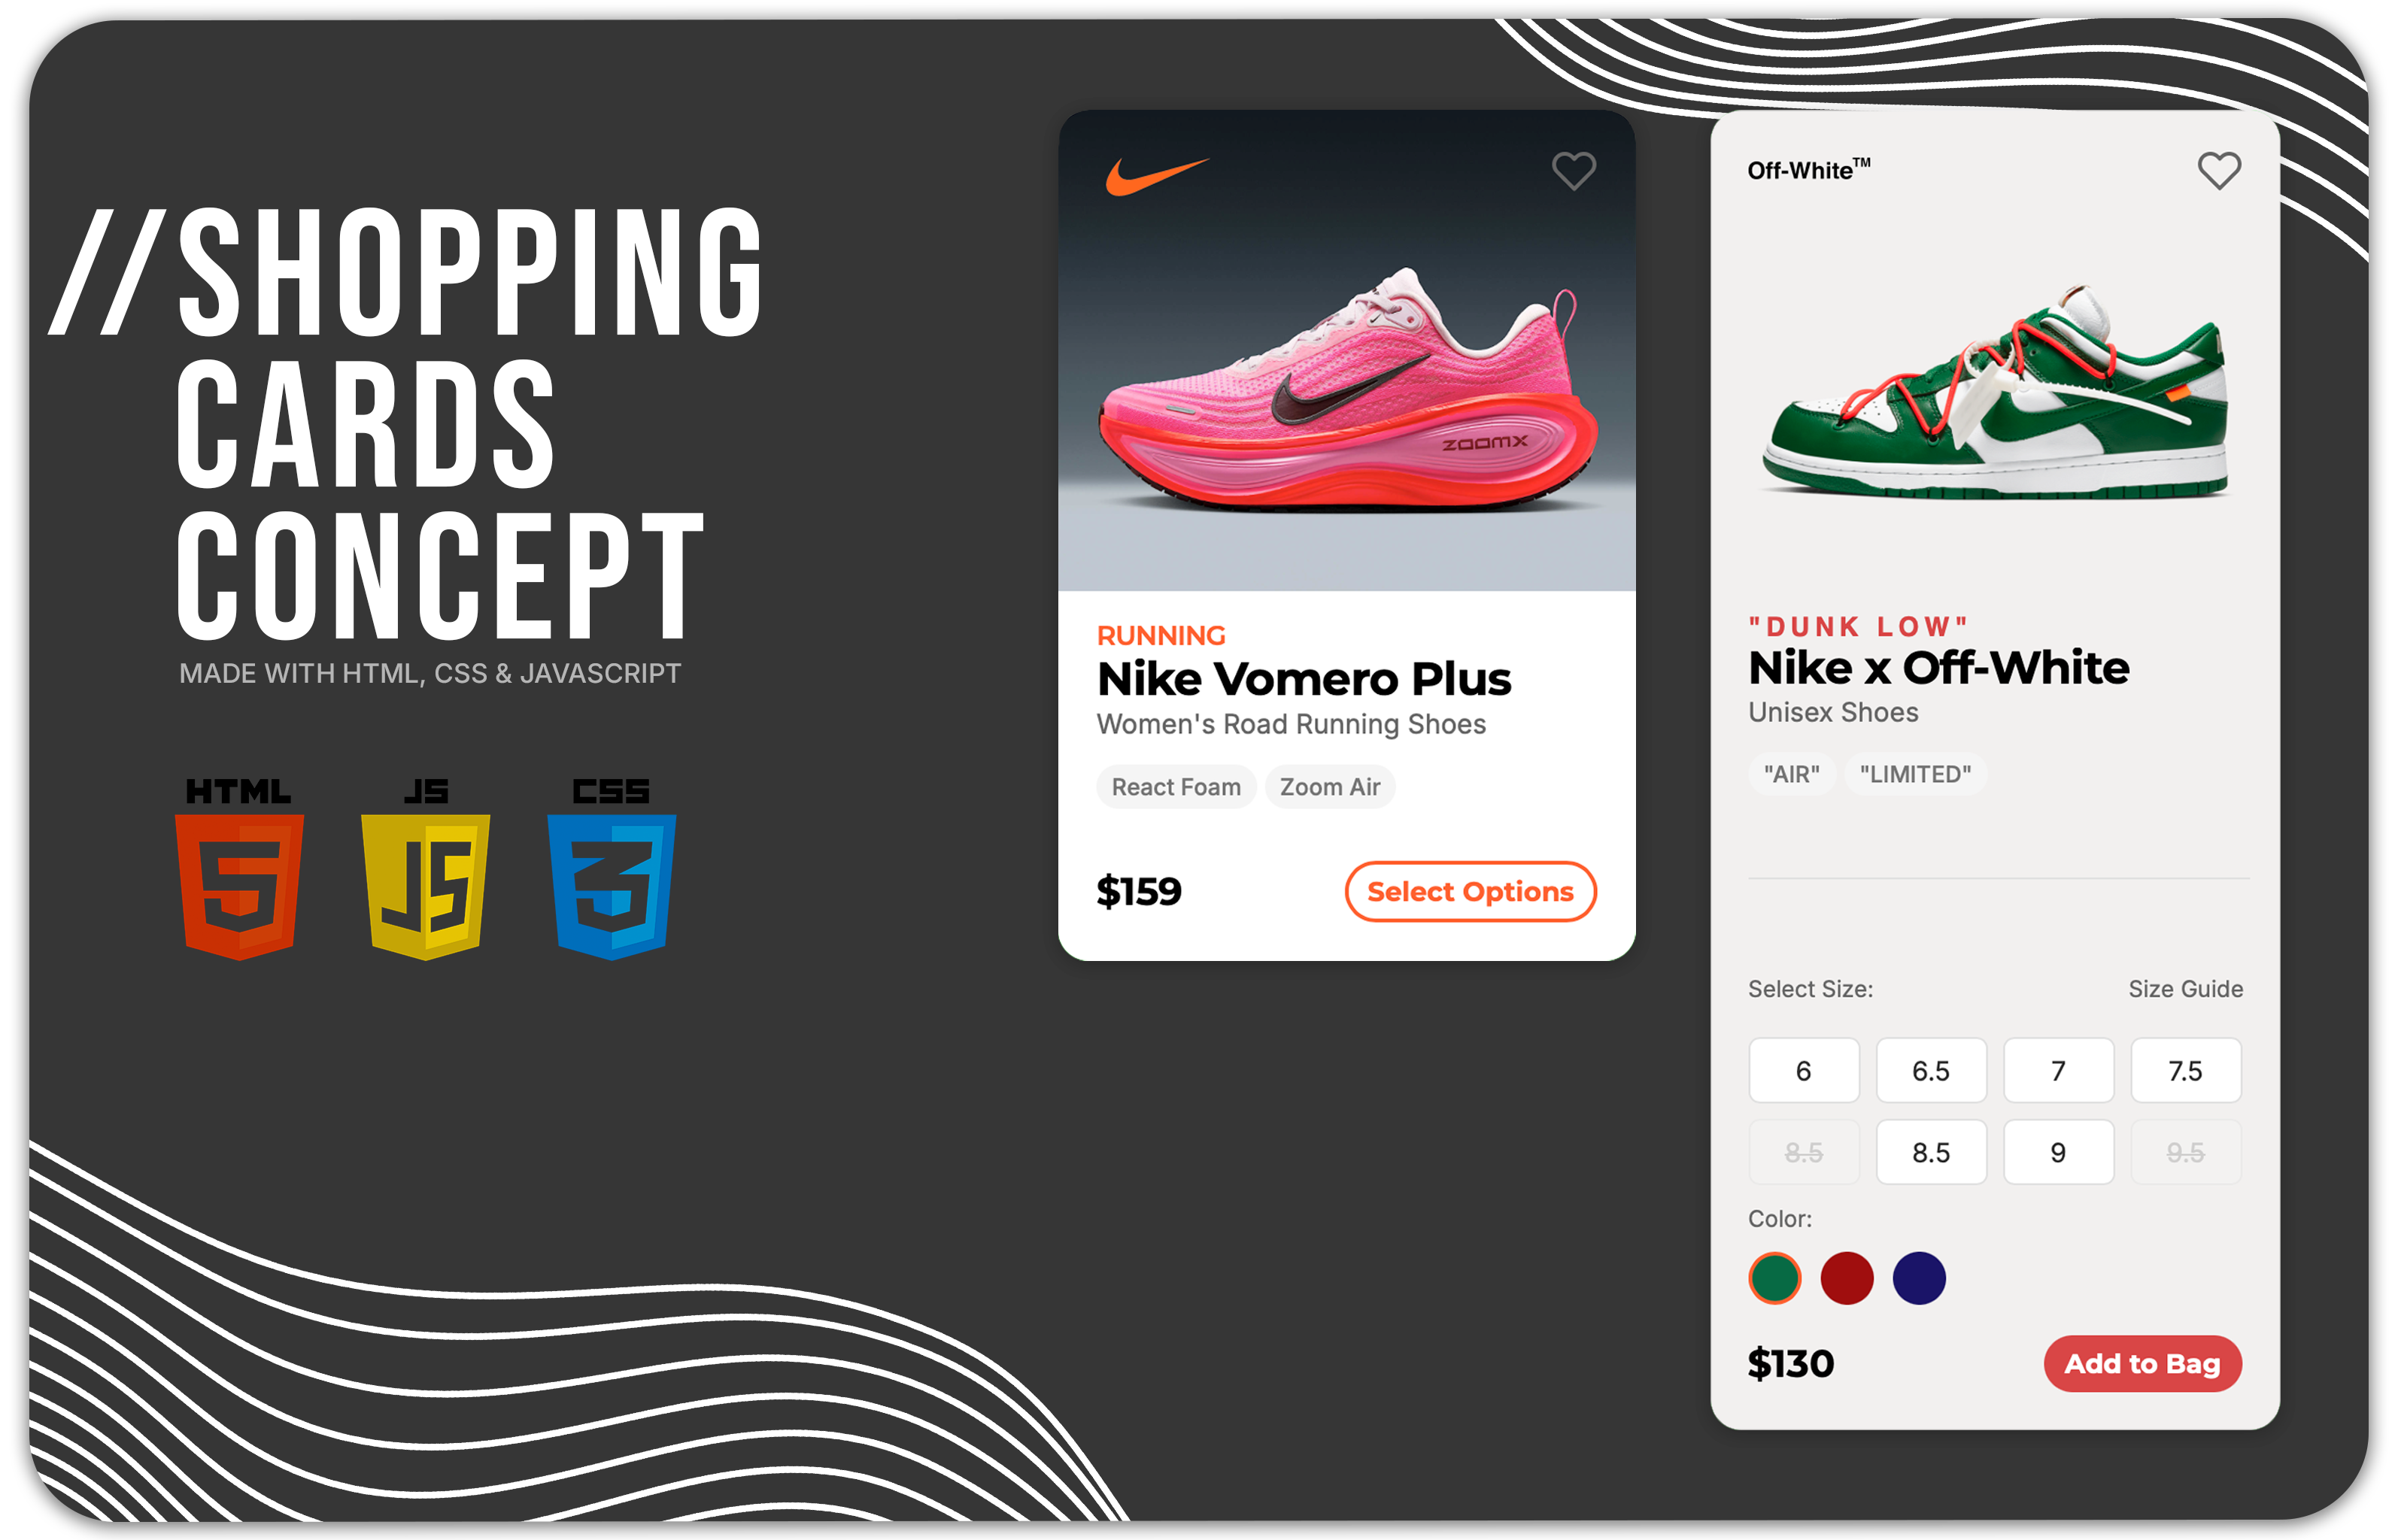 //SHOPPING
CARDS
CONCEPT
MADE WITH HTML, CSS & JAVASCRIPT
HTML JS CSS
5 JS 3
zoomx
RUNNING
Nike Vomero Plus
Women's Road Running Shoes
React Foam Zoom Air
$159 Select Options
Off-White™
"DUNK LOW"
Nike x Off-White
Unisex Shoes
"AIR" "LIMITED"
Select Size: Size Guide
6 6.5 7 7.5
8.5 8.5 9 9.5
Color:
$130 Add to Bag